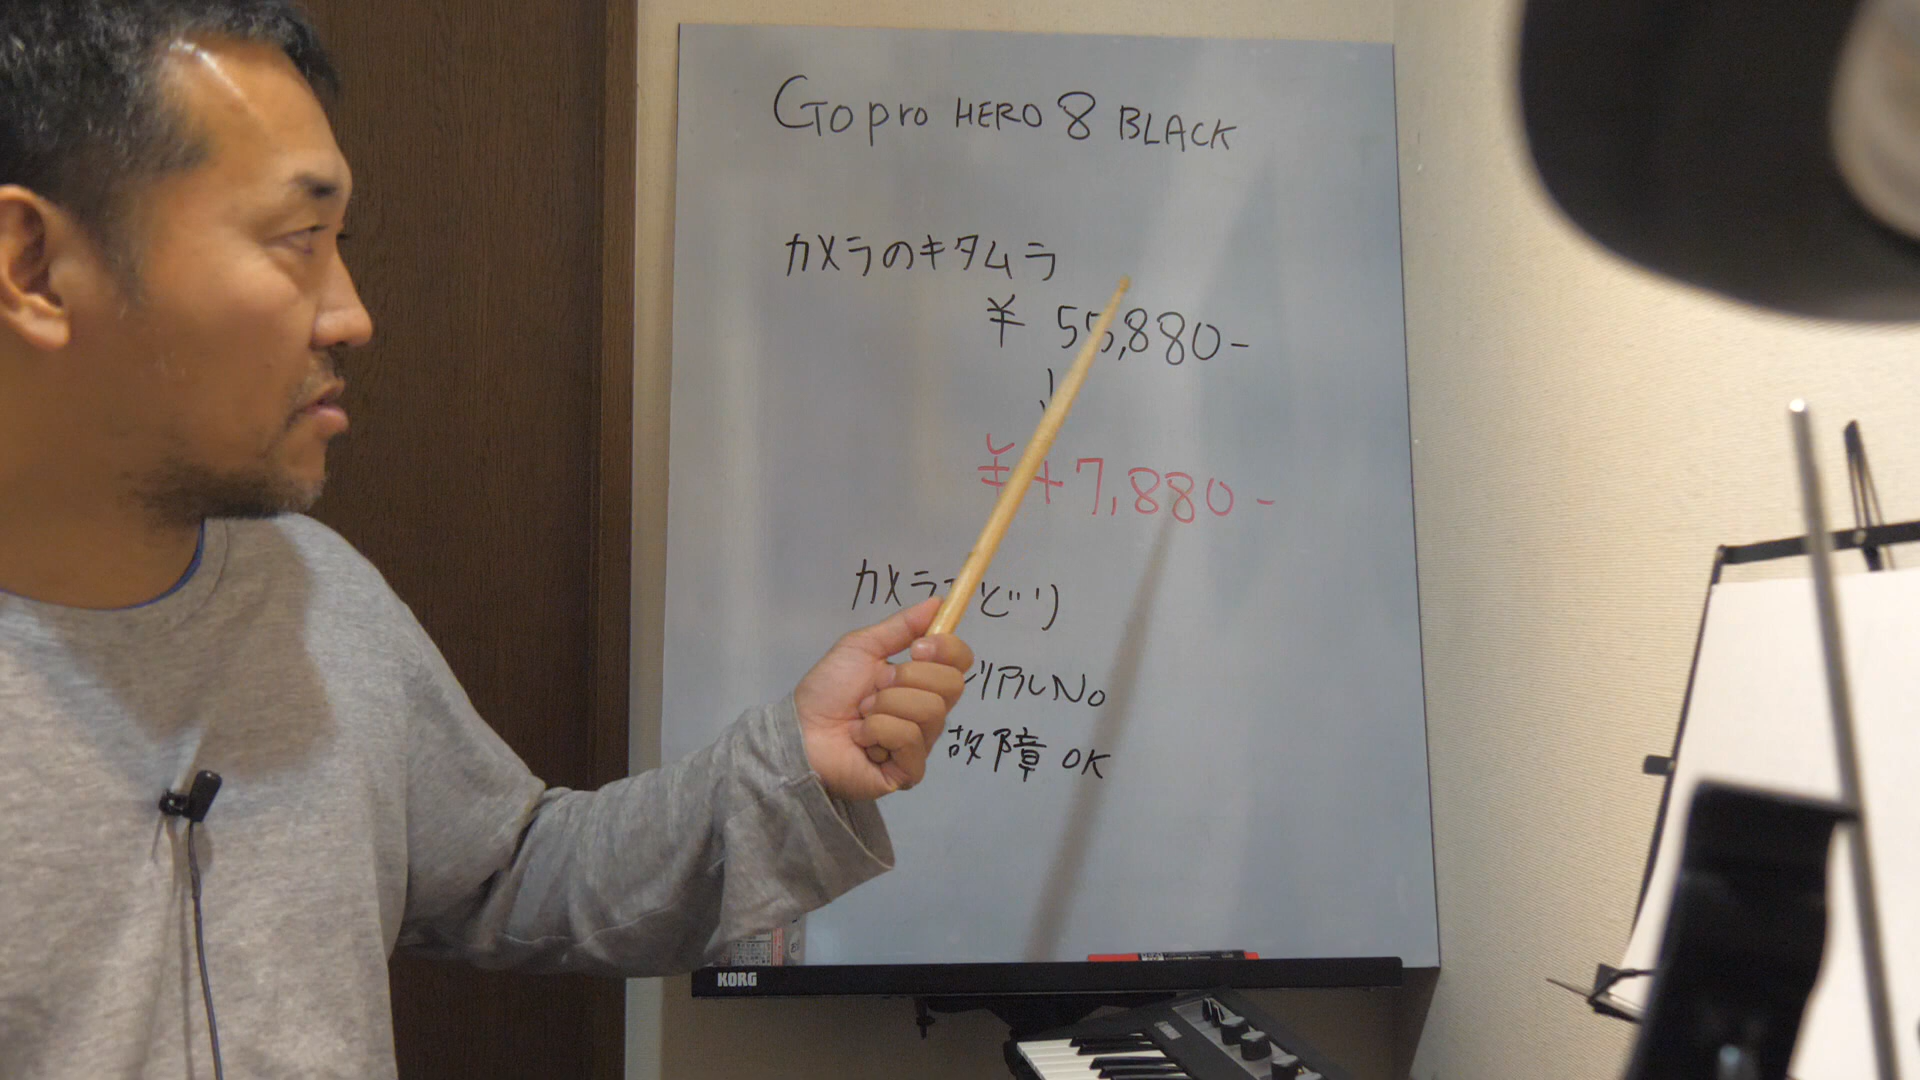 Gopro HERO 8 BLACK
カメラのキタムラ
¥ 55,880-
¥ 47,880-
カメラ下どり
シリアルNo
故障 OK
KORG